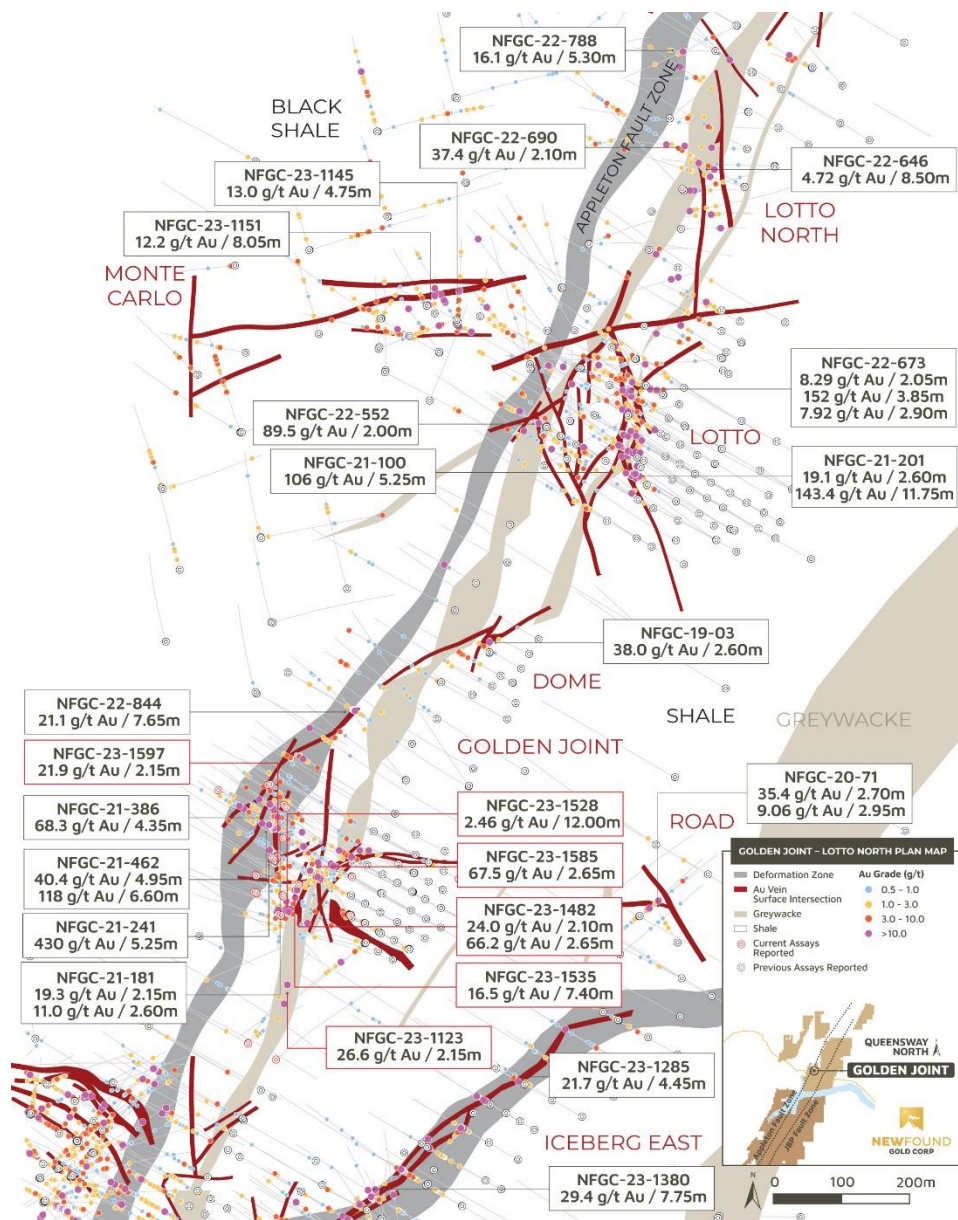 NFGC-22-788
16.1 g/t Au / 5.30m
APPLETON FAULT ZONE
BLACK
SHALE
NFGC-22-690
37.4 g/t Au / 2.10m
NFGC-22-646
4.72 g/t Au / 8.50m
NFGC-23-1145
13.0 g/t Au / 4.75m
LOTTO
NORTH
NFGC-23-1151
12.2 g/t Au / 8.05m
MONTE
CARLO
NFGC-22-673
8.29 g/t Au / 2.05m
152 g/t Au / 3.85m
7.92 g/t Au / 2.90m
NFGC-22-552
89.5 g/t Au / 2.00m
LOTTO
NFGC-21-100
106 g/t Au / 5.25m
NFGC-21-201
19.1 g/t Au / 2.60m
143.4 g/t Au / 11.75m
NFGC-19-03
38.0 g/t Au / 2.60m
DOME
NFGC-22-844
21.1 g/t Au / 7.65m
SHALE
GREYWACKE
GOLDEN JOINT
NFGC-23-1597
21.9 g/t Au / 2.15m
NFGC-20-71
35.4 g/t Au / 2.70m
9.06 g/t Au / 2.95m
NFGC-21-386
68.3 g/t Au / 4.35m
NFGC-23-1528
2.46 g/t Au / 12.00m
ROAD
NFGC-23-1585
67.5 g/t Au / 2.65m
NFGC-21-462
40.4 g/t Au / 4.95m
118 g/t Au / 6.60m
NFGC-23-1482
24.0 g/t Au / 2.10m
66.2 g/t Au / 2.65m
NFGC-21-241
430 g/t Au / 5.25m
NFGC-21-181
19.3 g/t Au / 2.15m
11.0 g/t Au / 2.60m
NFGC-23-1535
16.5 g/t Au / 7.40m
NFGC-23-1123
26.6 g/t Au / 2.15m
NFGC-23-1285
21.7 g/t Au / 4.45m
ICEBERG EAST
NFGC-23-1380
29.4 g/t Au / 7.75m
GOLDEN JOINT – LOTTO NORTH PLAN MAP
Deformation Zone
Au Vein
Surface Intersection
Greywacke
Shale
Current Assays
Reported
Previous Assays Reported
Au Grade (g/t)
0.5 - 1.0
1.0 - 3.0
3.0 - 10.0
>10.0
QUEENSWAY
NORTH
N
GOLDEN JOINT
Appleton Fault Zone
JBP Fault Zone
NEWFOUND
GOLD CORP
N
0 100 200m